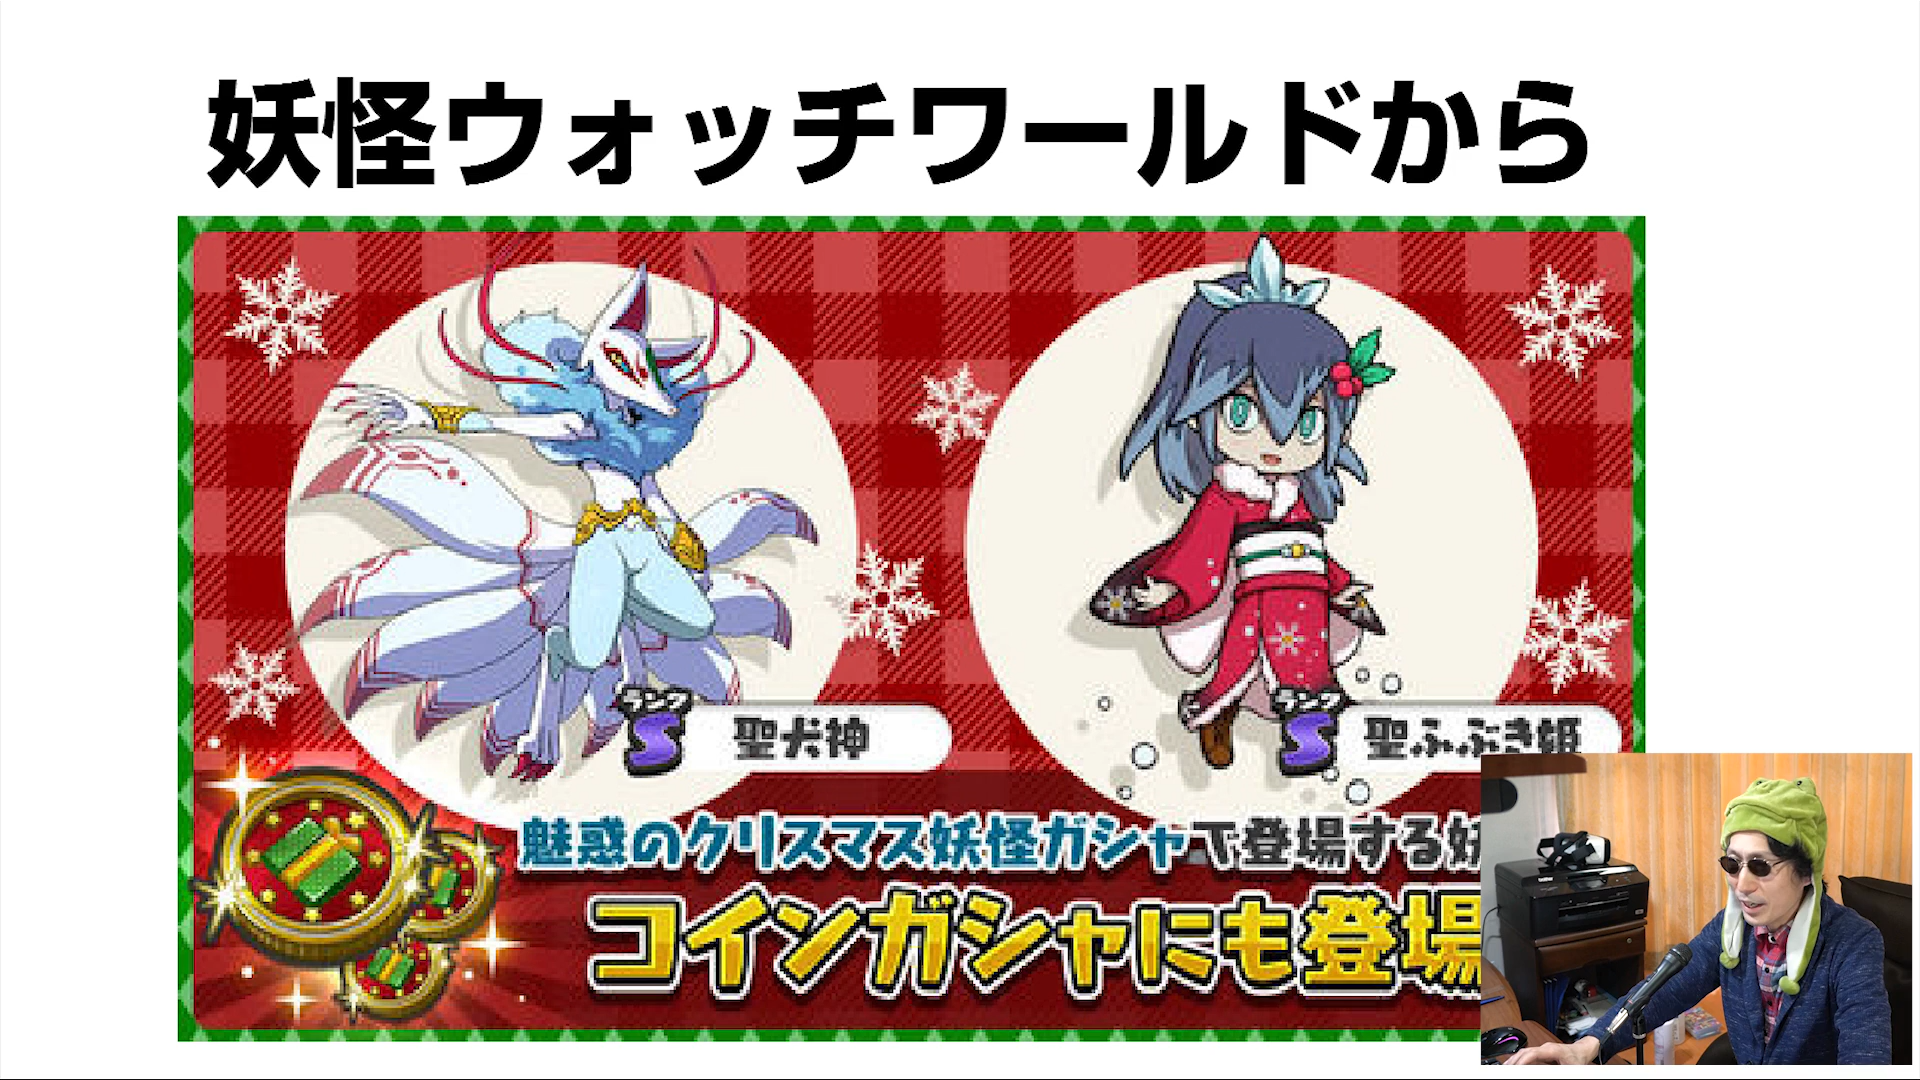 妖怪ウォッチワールドから
ランク
S 聖犬神
ランク
S 聖ふぶき姫
魅惑のクリスマス妖怪ガシャで登場する妖
コインガシャにも登場